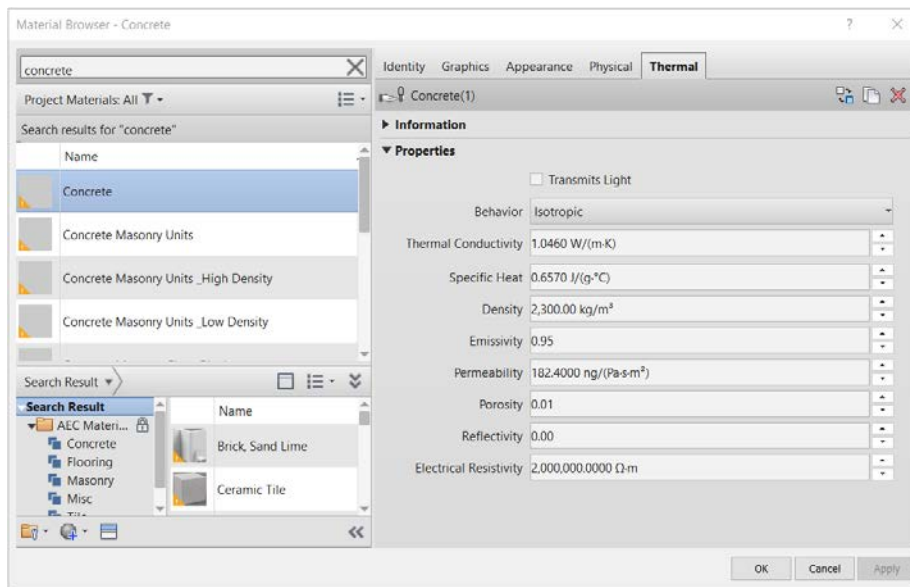 Material Browser - Concrete
?
concrete
Project Materials: All
Search results for "concrete"
Name
Concrete
Concrete Masonry Units
Concrete Masonry Units _High Density
Concrete Masonry Units _Low Density
Search Result
Search Result
AEC Materi...
Concrete
Flooring
Masonry
Misc
Name
Brick, Sand Lime
Ceramic Tile
Identity Graphics Appearance Physical Thermal
Concrete(1)
Information
Properties
Transmits Light
Behavior Isotropic
Thermal Conductivity 1.0460 W/(m·K)
Specific Heat 0.6570 J/(g·°C)
Density 2,300.00 kg/m³
Emissivity 0.95
Permeability 182.4000 ng/(Pa·s·m²)
Porosity 0.01
Reflectivity 0.00
Electrical Resistivity 2,000,000.0000 Ω·m
OK Cancel Apply